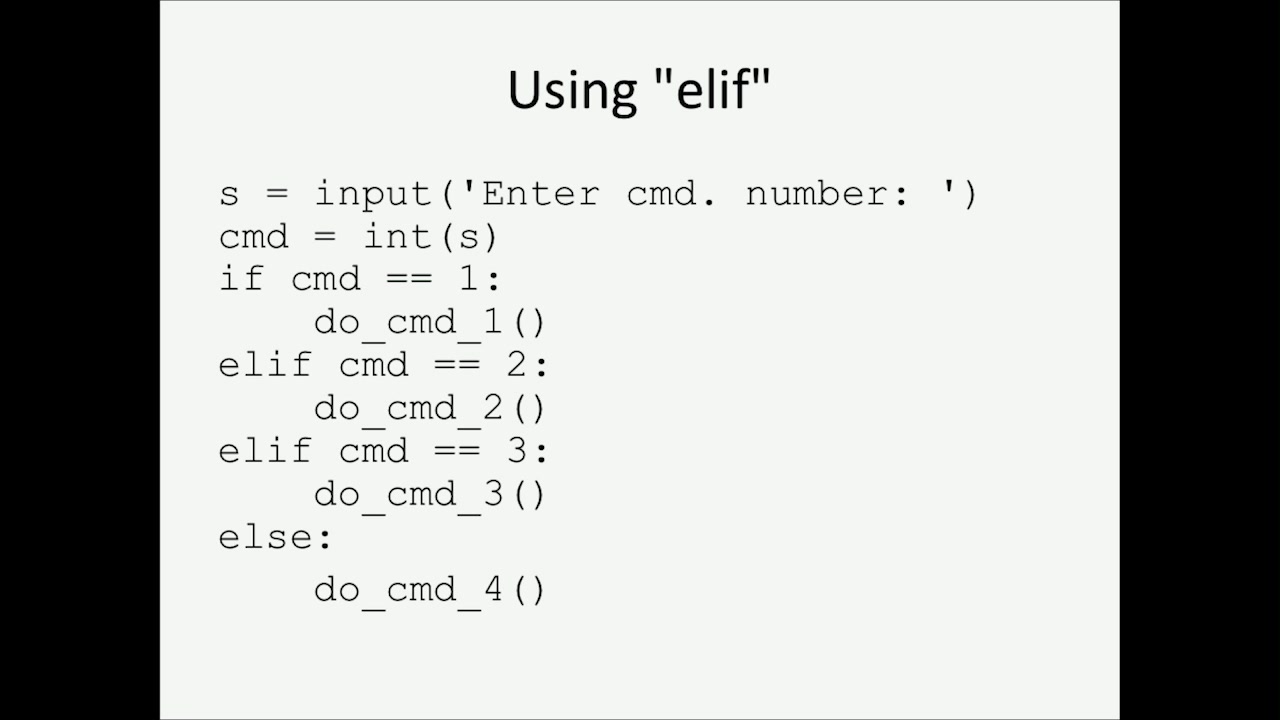 Using "elif"
s = input('Enter cmd. number: ')
cmd = int(s)
if cmd == 1:
    do_cmd_1()
elif cmd == 2:
    do_cmd_2()
elif cmd == 3:
    do_cmd_3()
else:
    do_cmd_4()